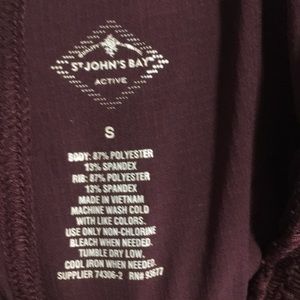 QUALITY
ST JOHN'S BAY
ACTIVE
S
BODY: 87% POLYESTER
13% SPANDEX
RIB: 87% POLYESTER
13% SPANDEX
MADE IN VIETNAM
MACHINE WASH COLD
WITH LIKE COLORS.
USE ONLY NON-CHLORINE
BLEACH WHEN NEEDED.
TUMBLE DRY LOW.
COOL IRON WHEN NEEDED.
SUPPLIER 74306-2 RN# 93677